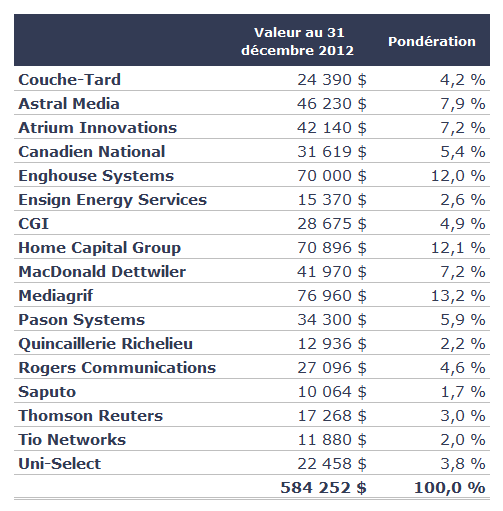 Valeur au 31 décembre 2012 Pondération
Couche-Tard 24 390 $ 4,2 %
Astral Media 46 230 $ 7,9 %
Atrium Innovations 42 140 $ 7,2 %
Canadien National 31 619 $ 5,4 %
Enghouse Systems 70 000 $ 12,0 %
Ensign Energy Services 15 370 $ 2,6 %
CGI 28 675 $ 4,9 %
Home Capital Group 70 896 $ 12,1 %
MacDonald Dettwiler 41 970 $ 7,2 %
Mediagrif 76 960 $ 13,2 %
Pason Systems 34 300 $ 5,9 %
Quincaillerie Richelieu 12 936 $ 2,2 %
Rogers Communications 27 096 $ 4,6 %
Saputo 10 064 $ 1,7 %
Thomson Reuters 17 268 $ 3,0 %
Tio Networks 11 880 $ 2,0 %
Uni-Select 22 458 $ 3,8 %
584 252 $ 100,0 %